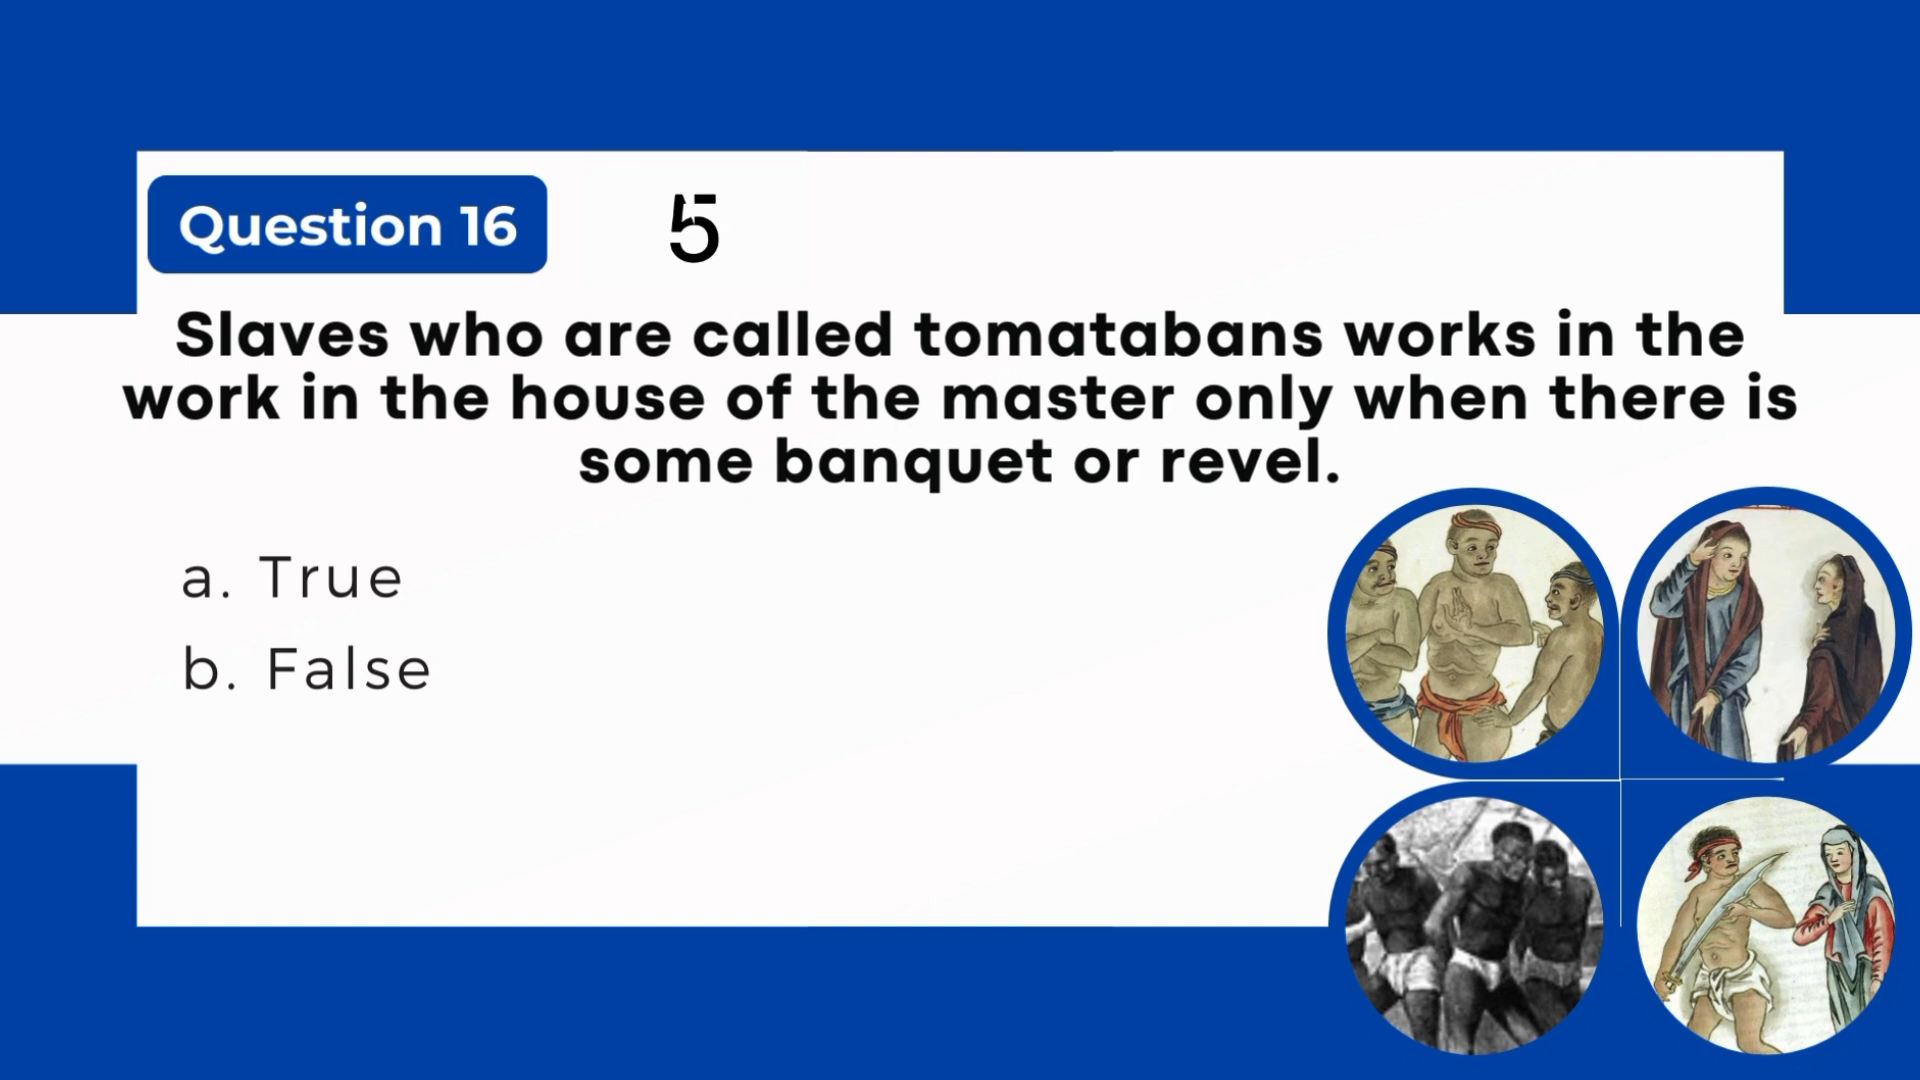 Question 16
5
Slaves who are called tomatabans works in the
work in the house of the master only when there is
some banquet or revel.
a. True
b. False